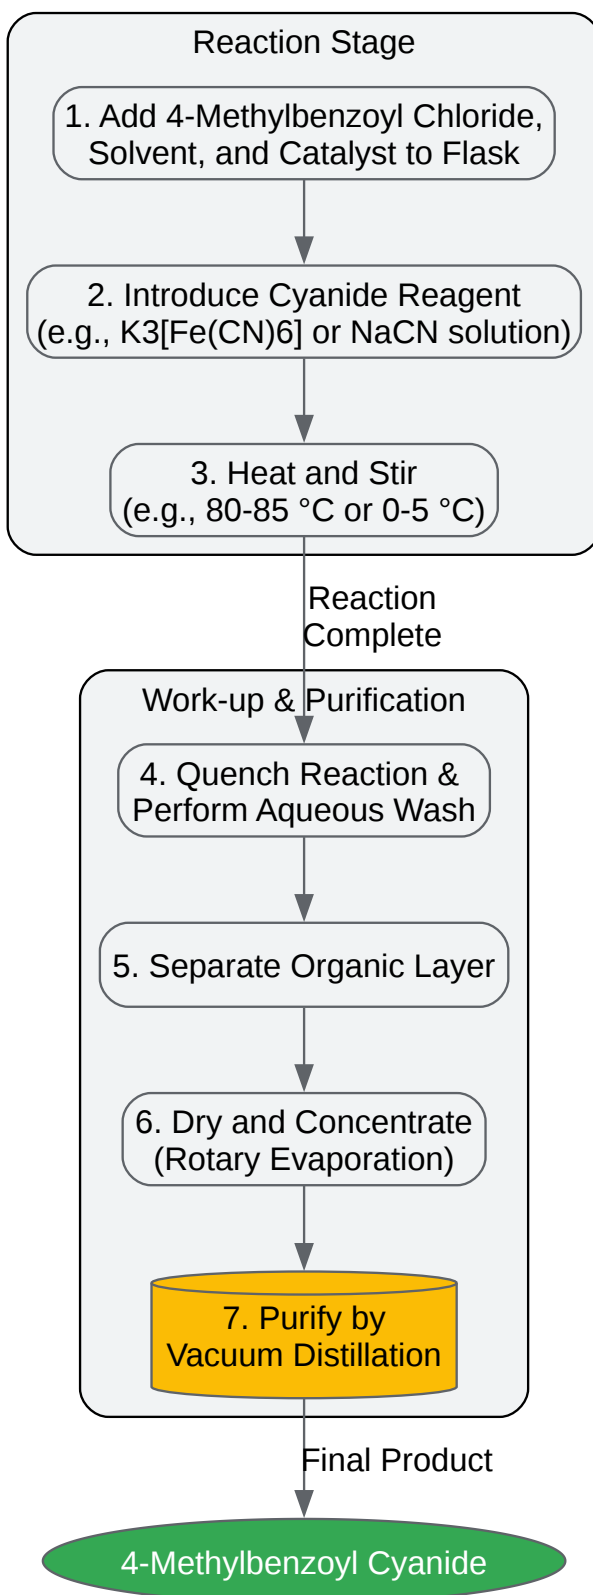 Reaction Stage
1. Add 4-Methylbenzoyl Chloride,
Solvent, and Catalyst to Flask
2. Introduce Cyanide Reagent
(e.g., K3[Fe(CN)6] or NaCN solution)
3. Heat and Stir
(e.g., 80-85 °C or 0-5 °C)
Reaction
Complete
Work-up & Purification
4. Quench Reaction &
Perform Aqueous Wash
5. Separate Organic Layer
6. Dry and Concentrate
(Rotary Evaporation)
7. Purify by
Vacuum Distillation
Final Product
4-Methylbenzoyl Cyanide